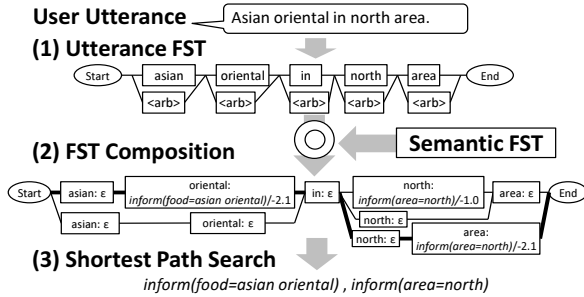 User Utterance
Asian oriental in north area.
(1) Utterance FST
Start asian oriental in north area End
<arb> <arb> <arb> <arb> <arb>
Semantic FST
(2) FST Composition
Start asian: ε oriental: inform(food=asian oriental)/-2.1 in: ε north: inform(area=north)/-1.0 area: ε End
asian: ε oriental: ε north: ε
north: ε area: inform(area=north)/-2.1
(3) Shortest Path Search
inform(food=asian oriental) , inform(area=north)